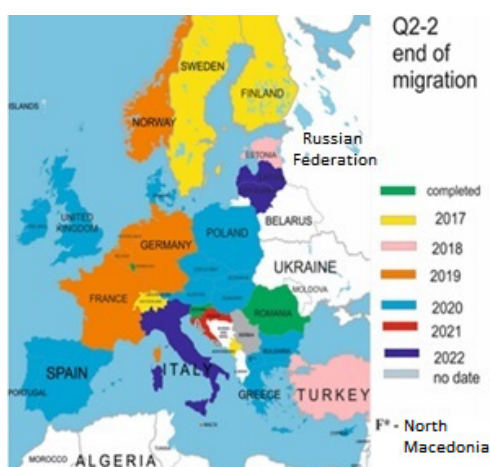 Q2-2
end of
migration
SWEDEN
ISLANDS
FINLAND
NORWAY
Russian
Féderation
ESTONIA
completed
2017
2018
2019
2020
2021
2022
no date
UNITED
KINGDOM
POLAND
BELARUS
GERMANY
UKRAINE
MOLDOVA
FRANCE
ROMANIA
BULGARIA
ITALY
SPAIN
PORTUGAL
GREECE
TURKEY
F* - North
Macedonia
MALTA
MOROCCO
ALGERIA